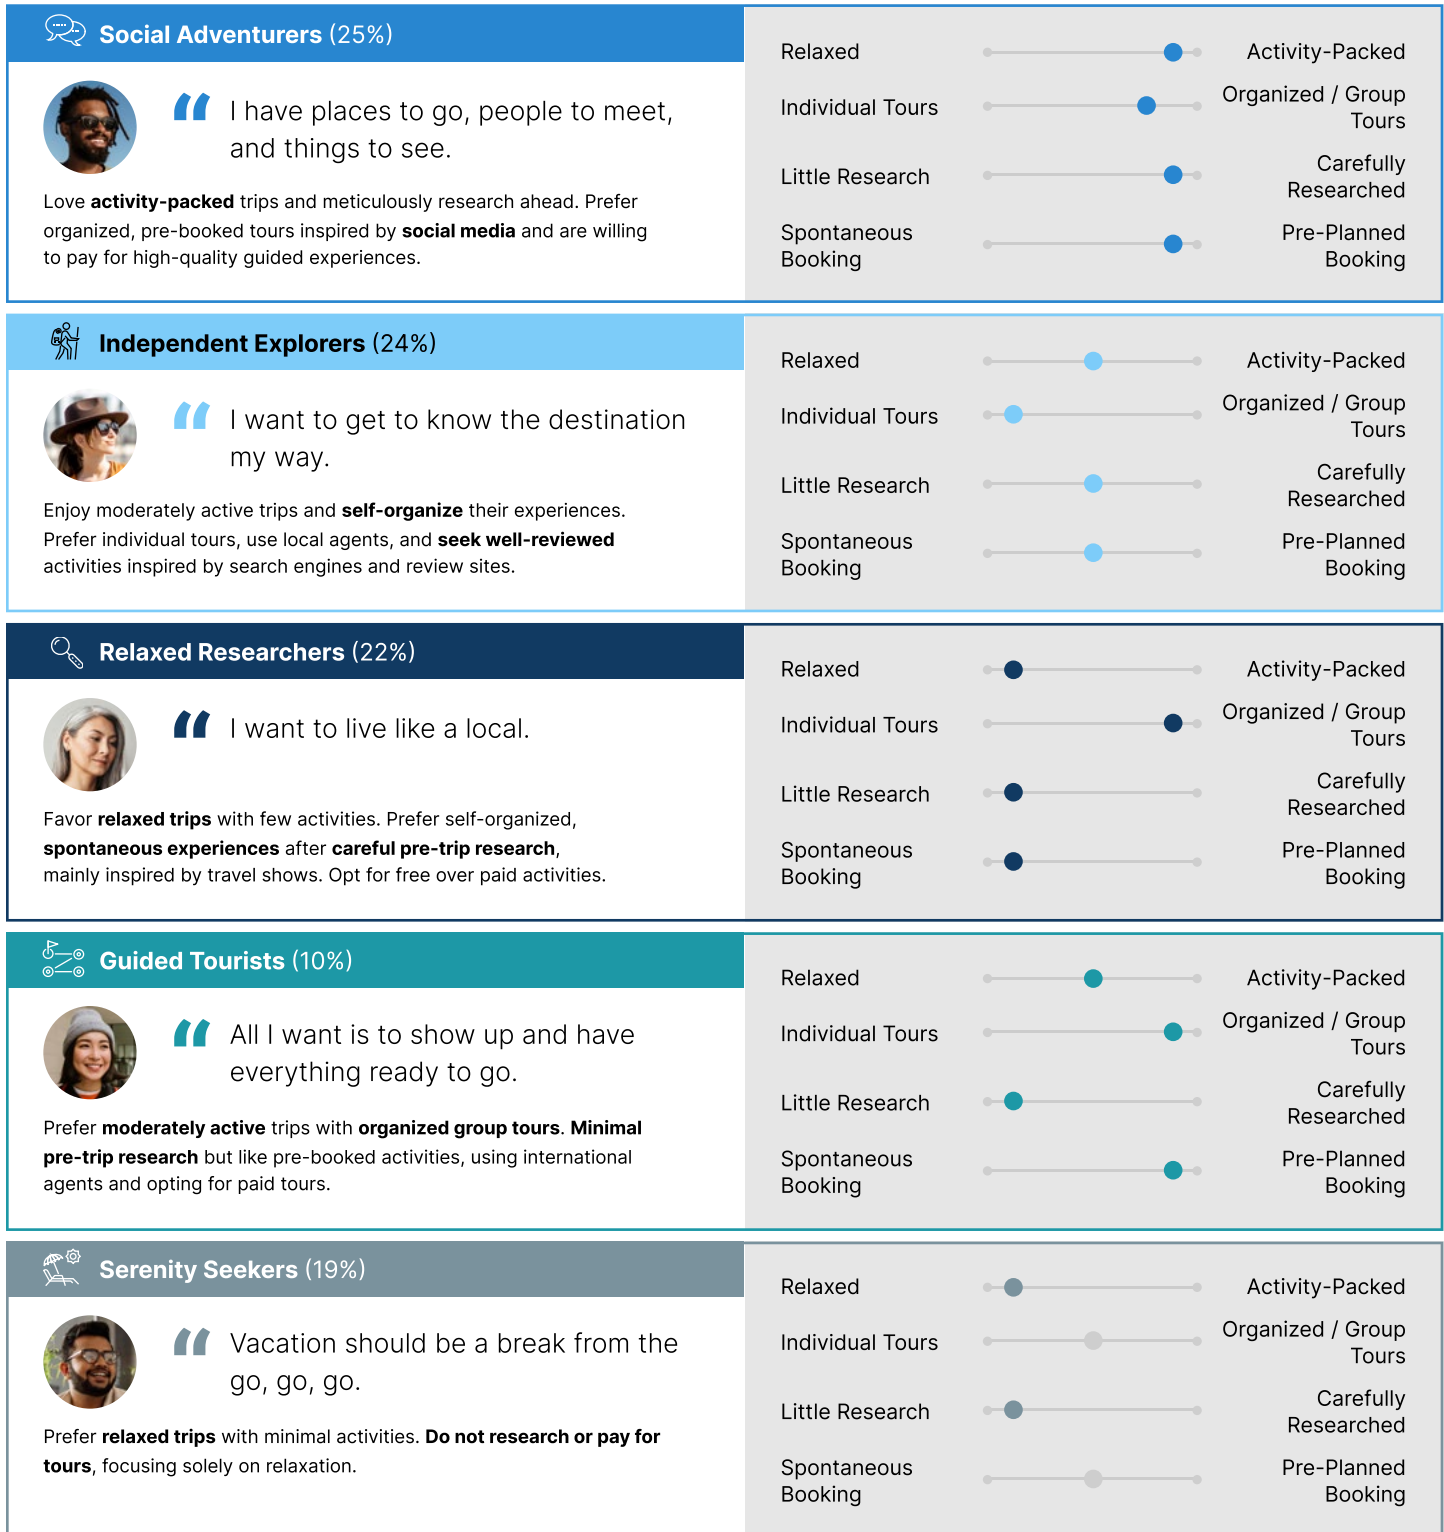 Social Adventurers (25%)
“ I have places to go, people to meet,
and things to see.
Love activity-packed trips and meticulously research ahead. Prefer
organized, pre-booked tours inspired by social media and are willing
to pay for high-quality guided experiences.
Relaxed Activity-Packed
Individual Tours Organized / Group
Tours
Little Research Carefully
Researched
Spontaneous Pre-Planned
Booking Booking
Independent Explorers (24%)
“ I want to get to know the destination
my way.
Enjoy moderately active trips and self-organize their experiences.
Prefer individual tours, use local agents, and seek well-reviewed
activities inspired by search engines and review sites.
Relaxed Activity-Packed
Individual Tours Organized / Group
Tours
Little Research Carefully
Researched
Spontaneous Pre-Planned
Booking Booking
Relaxed Researchers (22%)
“ I want to live like a local.
Favor relaxed trips with few activities. Prefer self-organized,
spontaneous experiences after careful pre-trip research,
mainly inspired by travel shows. Opt for free over paid activities.
Relaxed Activity-Packed
Individual Tours Organized / Group
Tours
Little Research Carefully
Researched
Spontaneous Pre-Planned
Booking Booking
Guided Tourists (10%)
“ All I want is to show up and have
everything ready to go.
Prefer moderately active trips with organized group tours. Minimal
pre-trip research but like pre-booked activities, using international
agents and opting for paid tours.
Relaxed Activity-Packed
Individual Tours Organized / Group
Tours
Little Research Carefully
Researched
Spontaneous Pre-Planned
Booking Booking
Serenity Seekers (19%)
“ Vacation should be a break from the
go, go, go.
Prefer relaxed trips with minimal activities. Do not research or pay for
tours, focusing solely on relaxation.
Relaxed Activity-Packed
Individual Tours Organized / Group
Tours
Little Research Carefully
Researched
Spontaneous Pre-Planned
Booking Booking